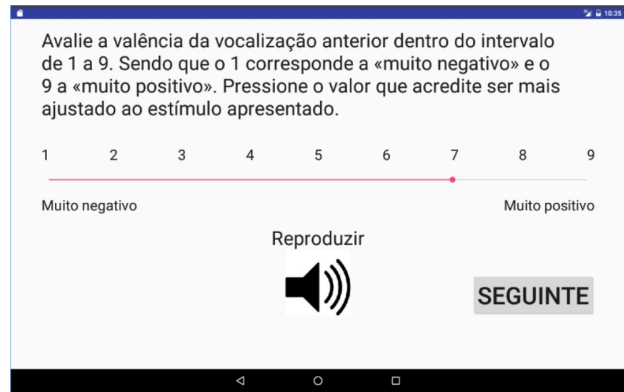 10:35
Avalie a valência da vocalização anterior dentro do intervalo
de 1 a 9. Sendo que o 1 corresponde a «muito negativo» e o
9 a «muito positivo». Pressione o valor que acredite ser mais
ajustado ao estímulo apresentado.
1 2 3 4 5 6 7 8 9
Muito negativo Muito positivo
Reproduzir
SEGUINTE